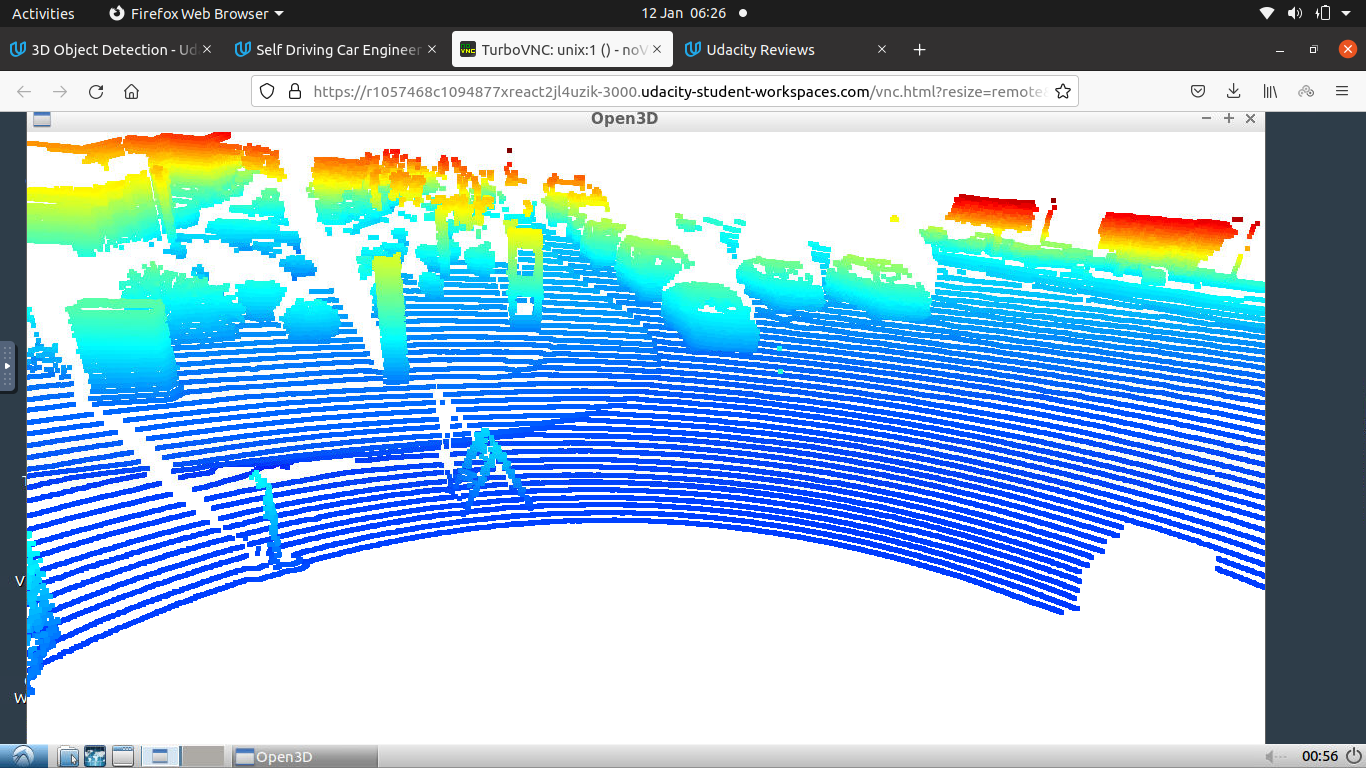 Activities
Firefox Web Browser
12 Jan 06:26
3D Object Detection - Ud
Self Driving Car Engineer
VNC
TurboVNC: unix:1 () - noV
Udacity Reviews
https://r1057468c1094877xreact2jl4uzik-3000.udacity-student-workspaces.com/vnc.html?resize=remote
Open3D
V
W
Open3D
00:56